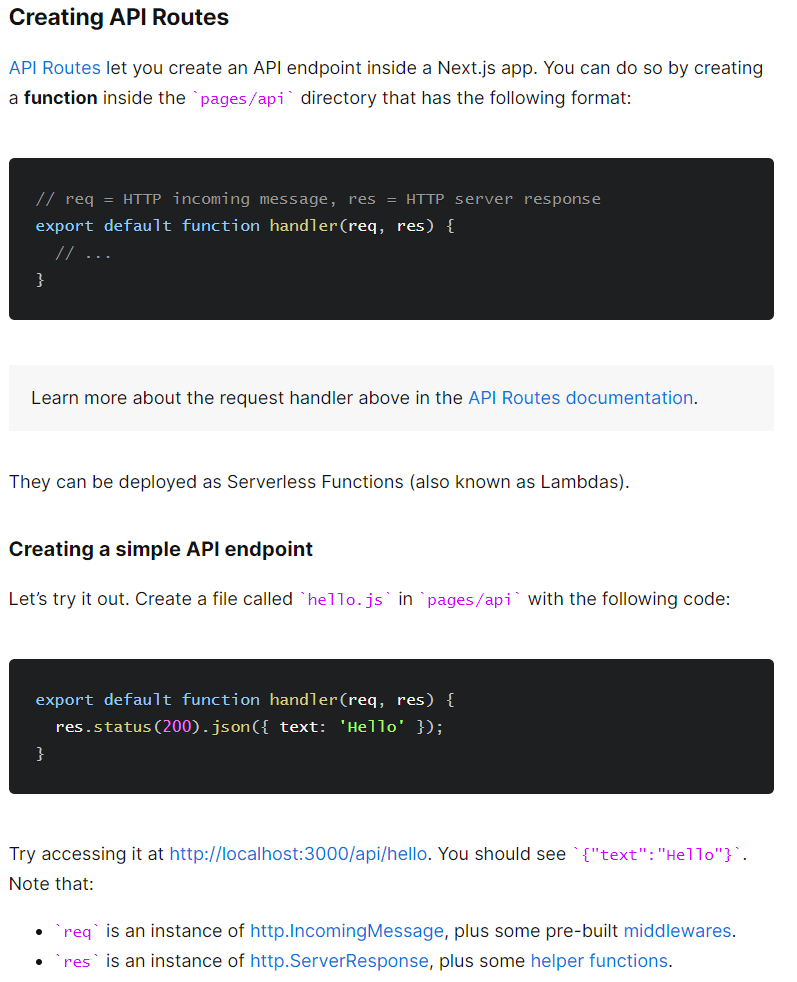 Creating API Routes
API Routes let you create an API endpoint inside a Next.js app. You can do so by creating
a function inside the `pages/api` directory that has the following format:
// req = HTTP incoming message, res = HTTP server response
export default function handler(req, res) {
  // ...
}
Learn more about the request handler above in the API Routes documentation.
They can be deployed as Serverless Functions (also known as Lambdas).
Creating a simple API endpoint
Let’s try it out. Create a file called `hello.js` in `pages/api` with the following code:
export default function handler(req, res) {
  res.status(200).json({ text: 'Hello' });
}
Try accessing it at http://localhost:3000/api/hello. You should see `{"text":"Hello"}`.
Note that:
• `req` is an instance of http.IncomingMessage, plus some pre-built middlewares.
• `res` is an instance of http.ServerResponse, plus some helper functions.